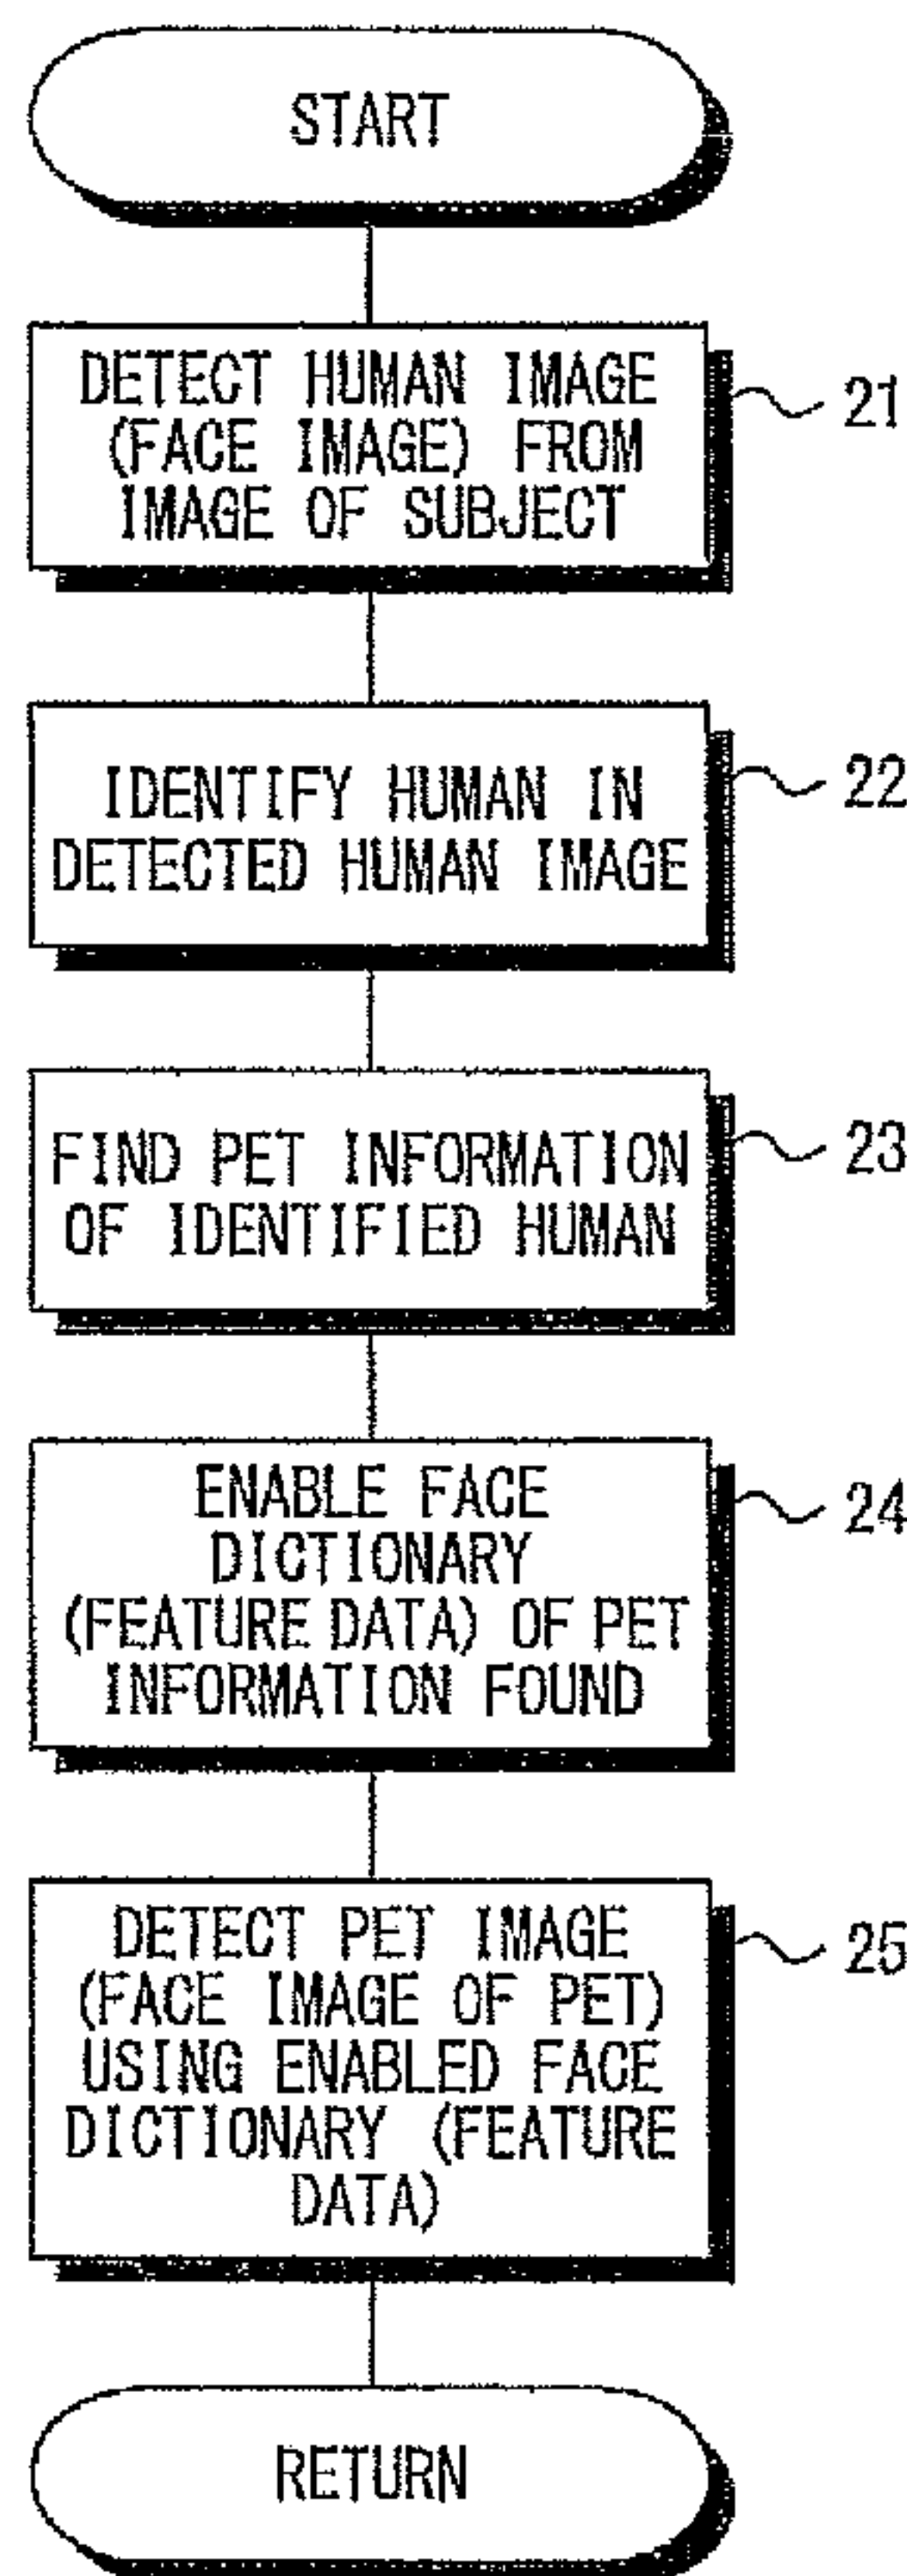 START
DETECT HUMAN IMAGE
(FACE IMAGE) FROM
IMAGE OF SUBJECT
21
IDENTIFY HUMAN IN
DETECTED HUMAN IMAGE
22
FIND PET INFORMATION
OF IDENTIFIED HUMAN
23
ENABLE FACE
DICTIONARY
(FEATURE DATA) OF PET
INFORMATION FOUND
24
DETECT PET IMAGE
(FACE IMAGE OF PET)
USING ENABLED FACE
DICTIONARY (FEATURE
DATA)
25
RETURN